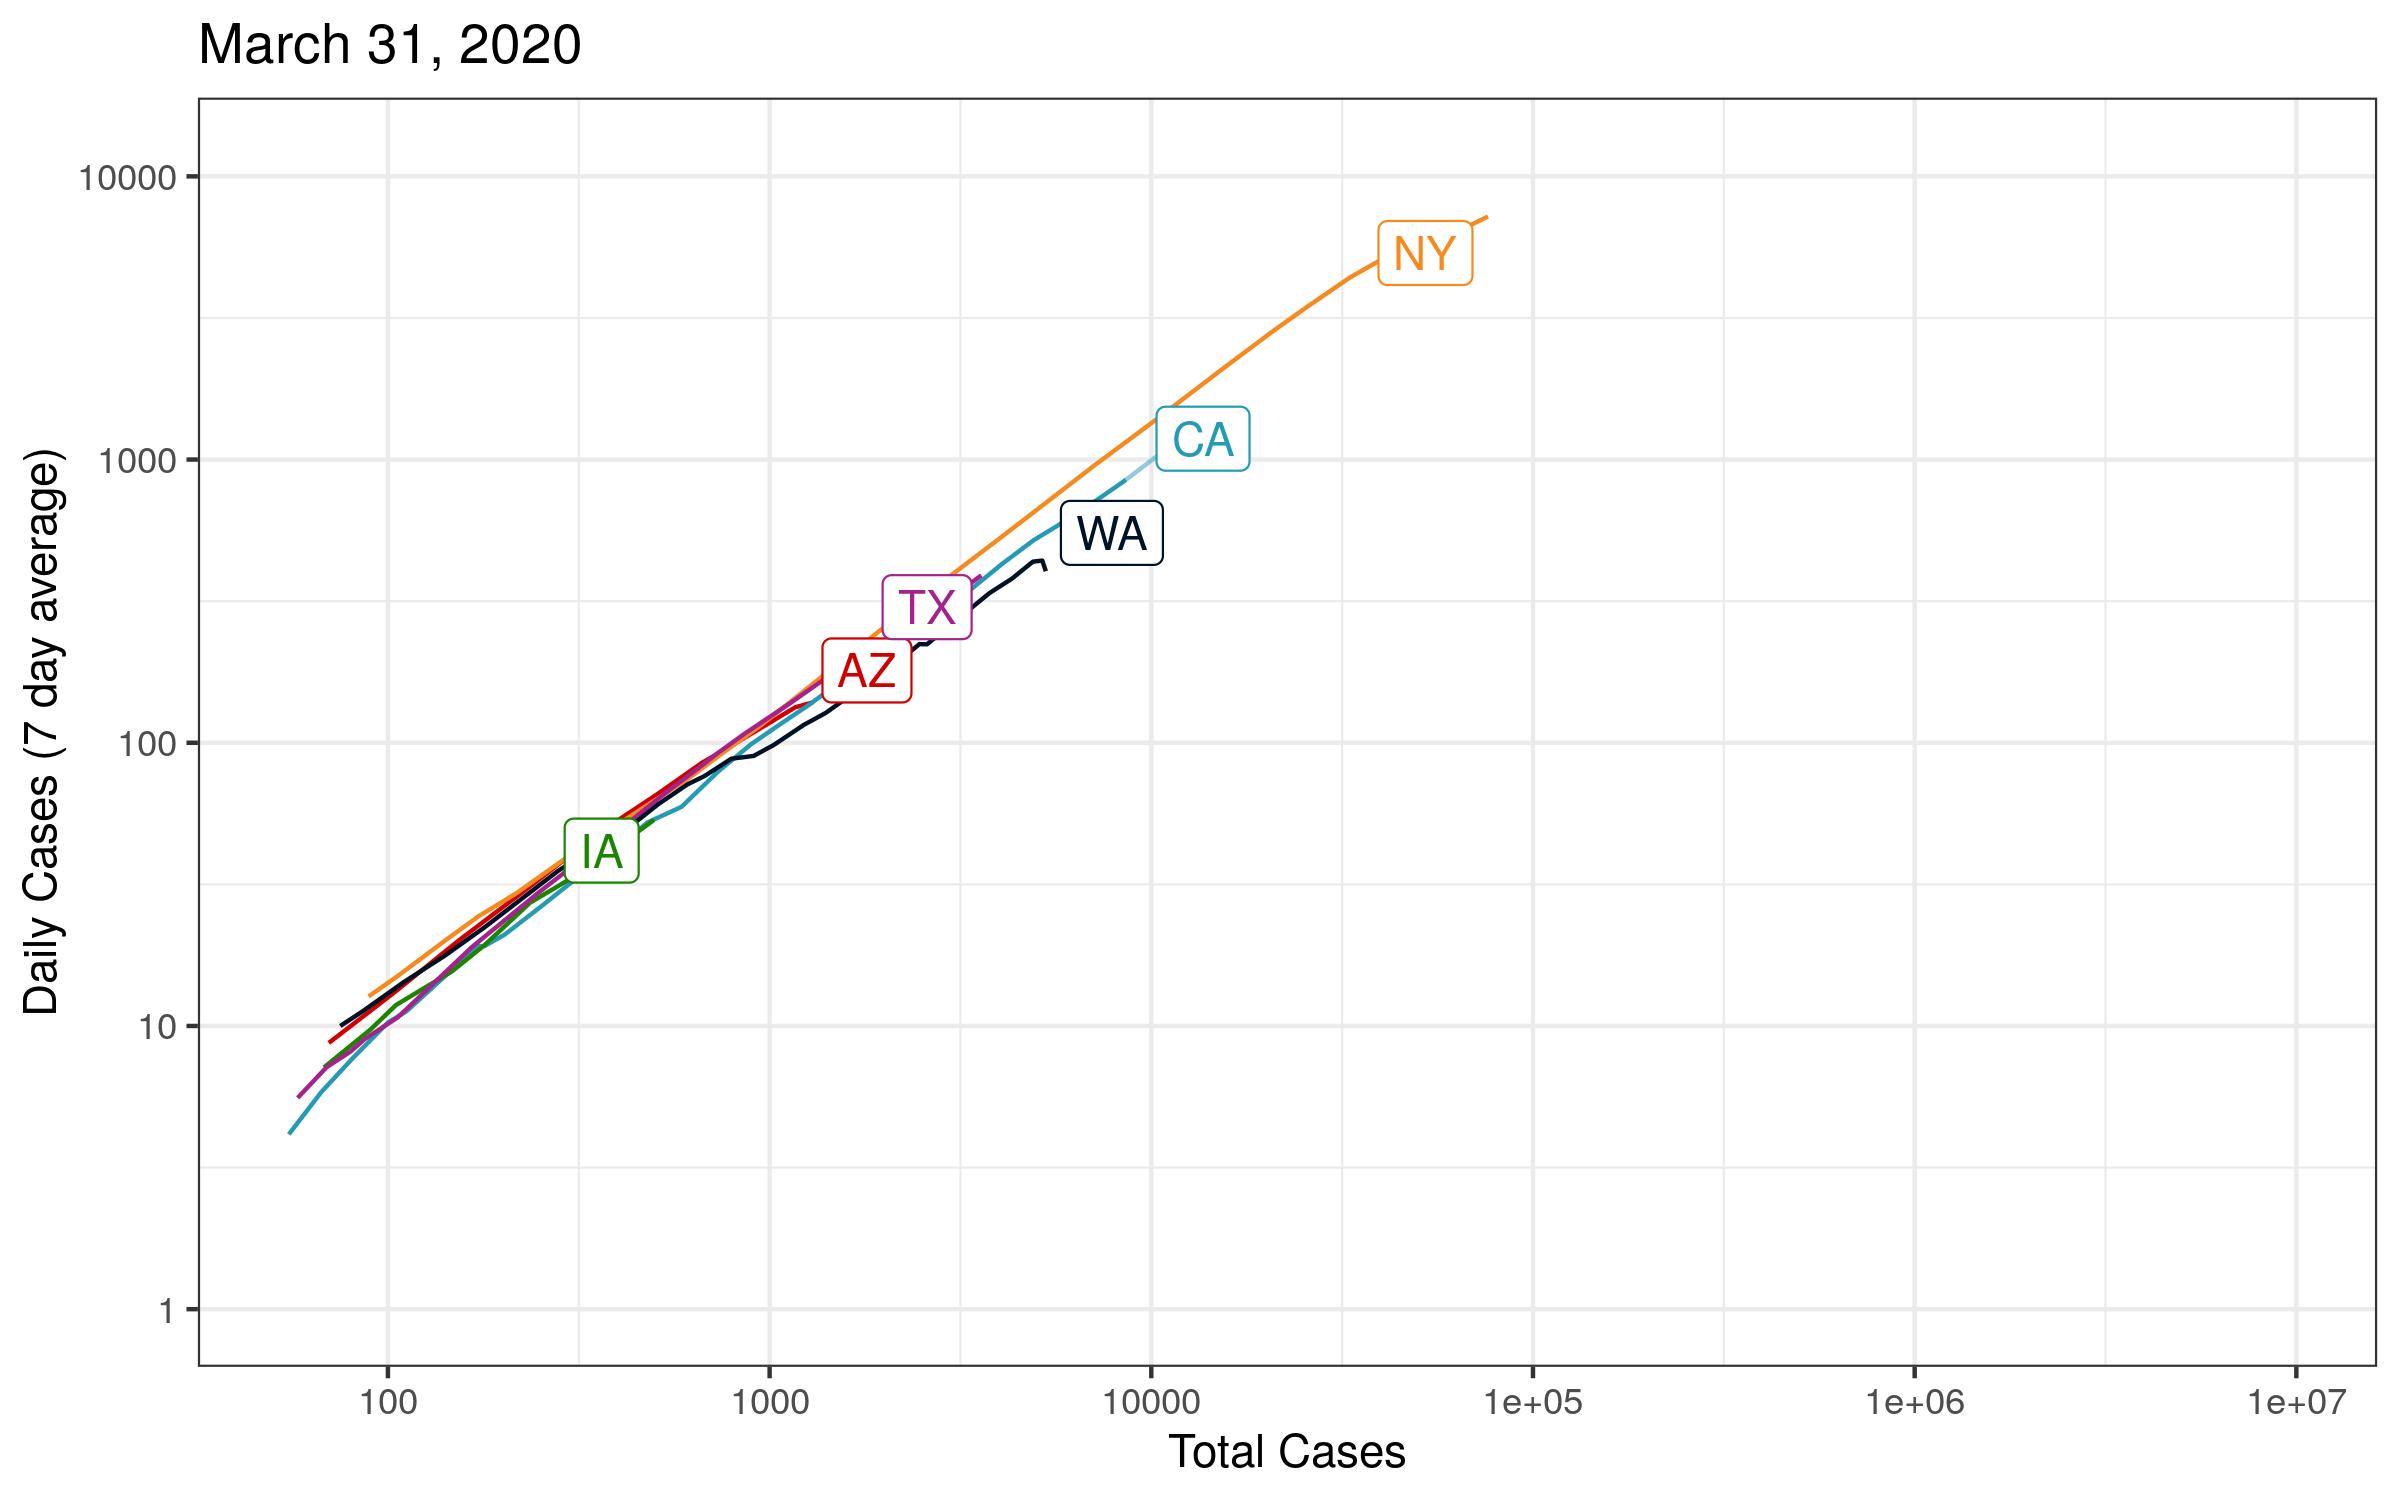 March 31, 2020
10000
1000
100
10
1
Daily Cases (7 day average)
NY
CA
WA
TX
AZ
IA
100 1000 10000 1e+05 1e+06 1e+07
Total Cases